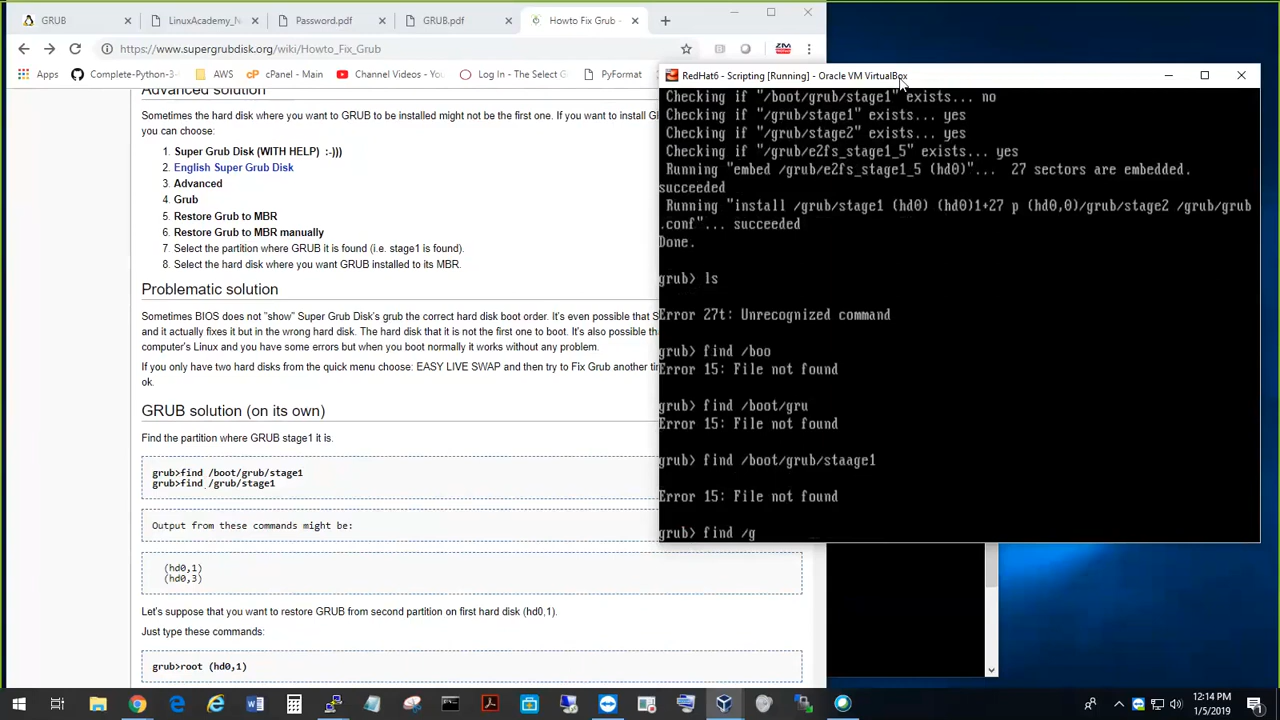 GRUB
LinuxAcademy_N
Password.pdf
GRUB.pdf
Howto Fix Grub -
https://www.supergrubdisk.org/wiki/Howto_Fix_Grub
Apps
Complete-Python-3-
AWS
cPanel - Main
Channel Videos - Y
Log In - The Select G
PyFormat
Advanced solution
Sometimes the hard disk where you want to GRUB to be installed might not be the first one. If you want to install G
you can choose:
1. Super Grub Disk (WITH HELP) :-)))
2. English Super Grub Disk
3. Advanced
4. Grub
5. Restore Grub to MBR
6. Restore Grub to MBR manually
7. Select the partition where GRUB it is found (i.e. stage1 is found).
8. Select the hard disk where you want GRUB installed to its MBR.
Problematic solution
Sometimes BIOS does not "show" Super Grub Disk's grub the correct hard disk boot order. It's even possible that S
and it actually fixes it but in the wrong hard disk. The hard disk that it is not the first one to boot. It's also possible tha
computer's Linux and you have some errors but when you boot normally it works without any problem.
If you only have two hard disks from the quick menu choose: EASY LIVE SWAP and then try to Fix Grub another tim
ok.
GRUB solution (on its own)
Find the partition where GRUB stage1 it is.
grub>find /boot/grub/stage1
grub>find /grub/stage1
Output from these commands might be:
(hd0,1)
(hd0,3)
Let's suppose that you want to restore GRUB from second partition on first hard disk (hd0,1).
Just type these commands:
grub>root (hd0,1)
RedHat6 - Scripting [Running] - Oracle VM VirtualBox
Checking if "/boot/grub/stage1" exists... no
Checking if "/grub/stage1" exists... yes
Checking if "/grub/stage2" exists... yes
Checking if "/grub/e2fs_stage1_5" exists... yes
Running "embed /grub/e2fs_stage1_5 (hd0)"... 27 sectors are embedded.
succeeded
Running "install /grub/stage1 (hd0) (hd0)1+27 p (hd0,0)/grub/stage2 /grub/grub
.conf"... succeeded
Done.
grub> ls
Error 27t: Unrecognized command
grub> find /boo
Error 15: File not found
grub> find /boot/gru
Error 15: File not found
grub> find /boot/grub/staage1
Error 15: File not found
grub> find /g
12:14 PM
1/5/2019